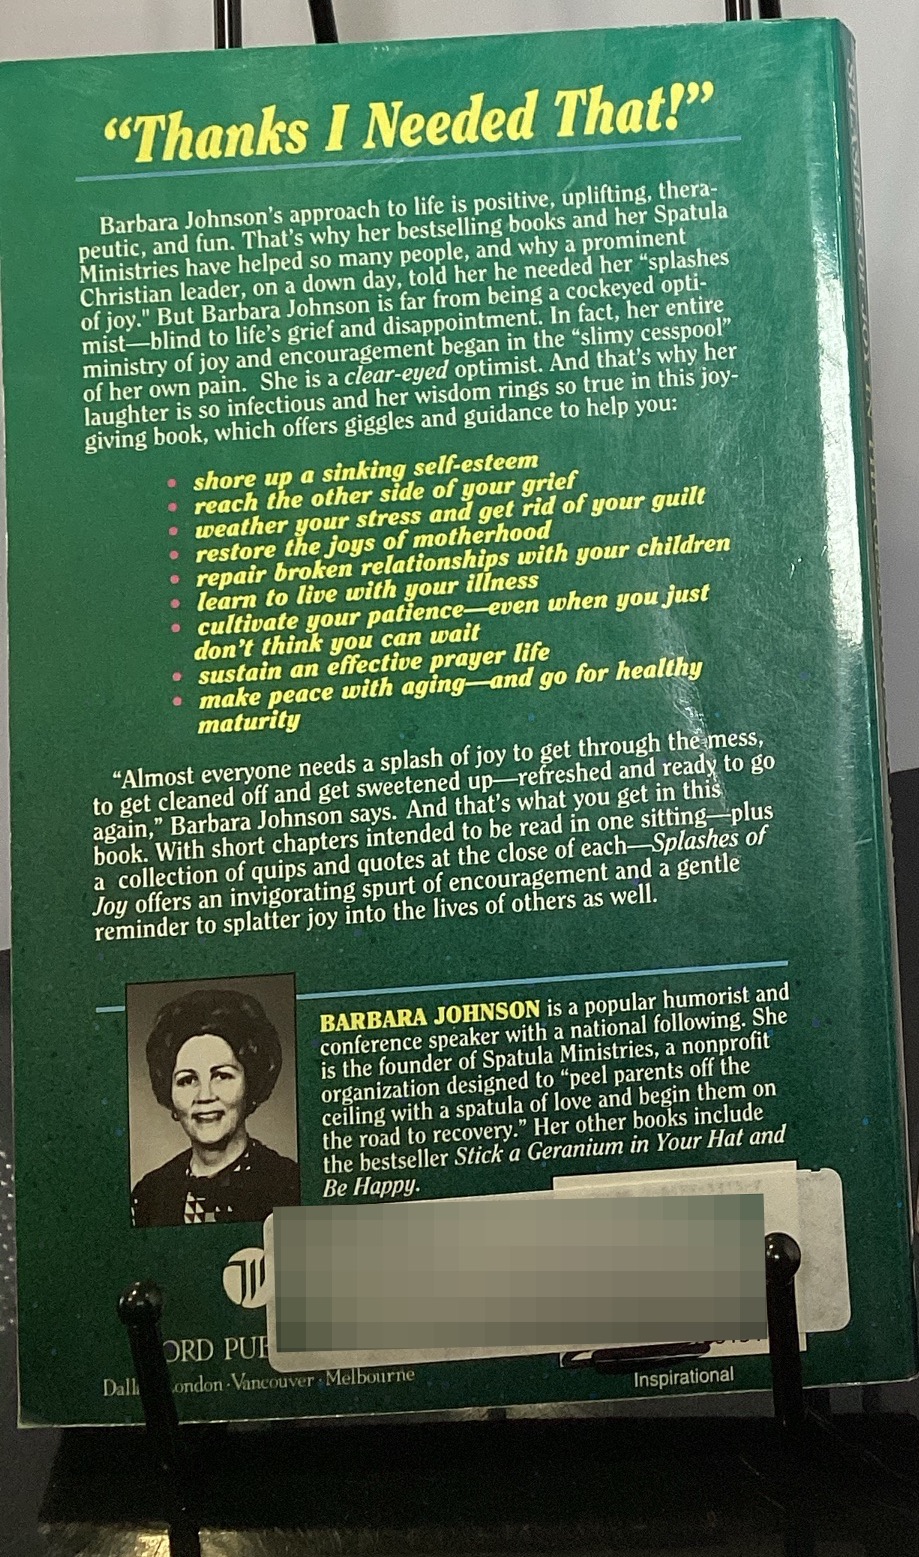 “Thanks I Needed That!”
Barbara Johnson's approach to life is positive, uplifting, thera-
peutic, and fun. That's why her bestselling books and her Spatula
Ministries have helped so many people, and why a prominent
Christian leader, on a down day, told her he needed her “splashes
of joy." But Barbara Johnson is far from being a cockeyed opti-
mist—blind to life's grief and disappointment. In fact, her entire
ministry of joy and encouragement began in the “slimy cesspool”
of her own pain. She is a clear-eyed optimist. And that's why her
laughter is so infectious and her wisdom rings so true in this joy-
giving book, which offers giggles and guidance to help you:
• shore up a sinking self-esteem
• reach the other side of your grief
• weather your stress and get rid of your guilt
• restore the joys of motherhood
• repair broken relationships with your children
• learn to live with your illness
• cultivate your patience—even when you just
don't think you can wait
• sustain an effective prayer life
• make peace with aging—and go for healthy
maturity
“Almost everyone needs a splash of joy to get through the mess,
to get cleaned off and get sweetened up—refreshed and ready to go
again,” Barbara Johnson says. And that's what you get in this
book. With short chapters intended to be read in one sitting—plus
a collection of quips and quotes at the close of each—Splashes of
Joy offers an invigorating spurt of encouragement and a gentle
reminder to splatter joy into the lives of others as well.
BARBARA JOHNSON is a popular humorist and
conference speaker with a national following. She
is the founder of Spatula Ministries, a nonprofit
organization designed to “peel parents off the
ceiling with a spatula of love and begin them on
the road to recovery.” Her other books include
the bestseller Stick a Geranium in Your Hat and
Be Happy.
ORD PUB
Dall ondon·Vancouver·Melbourne
Inspirational